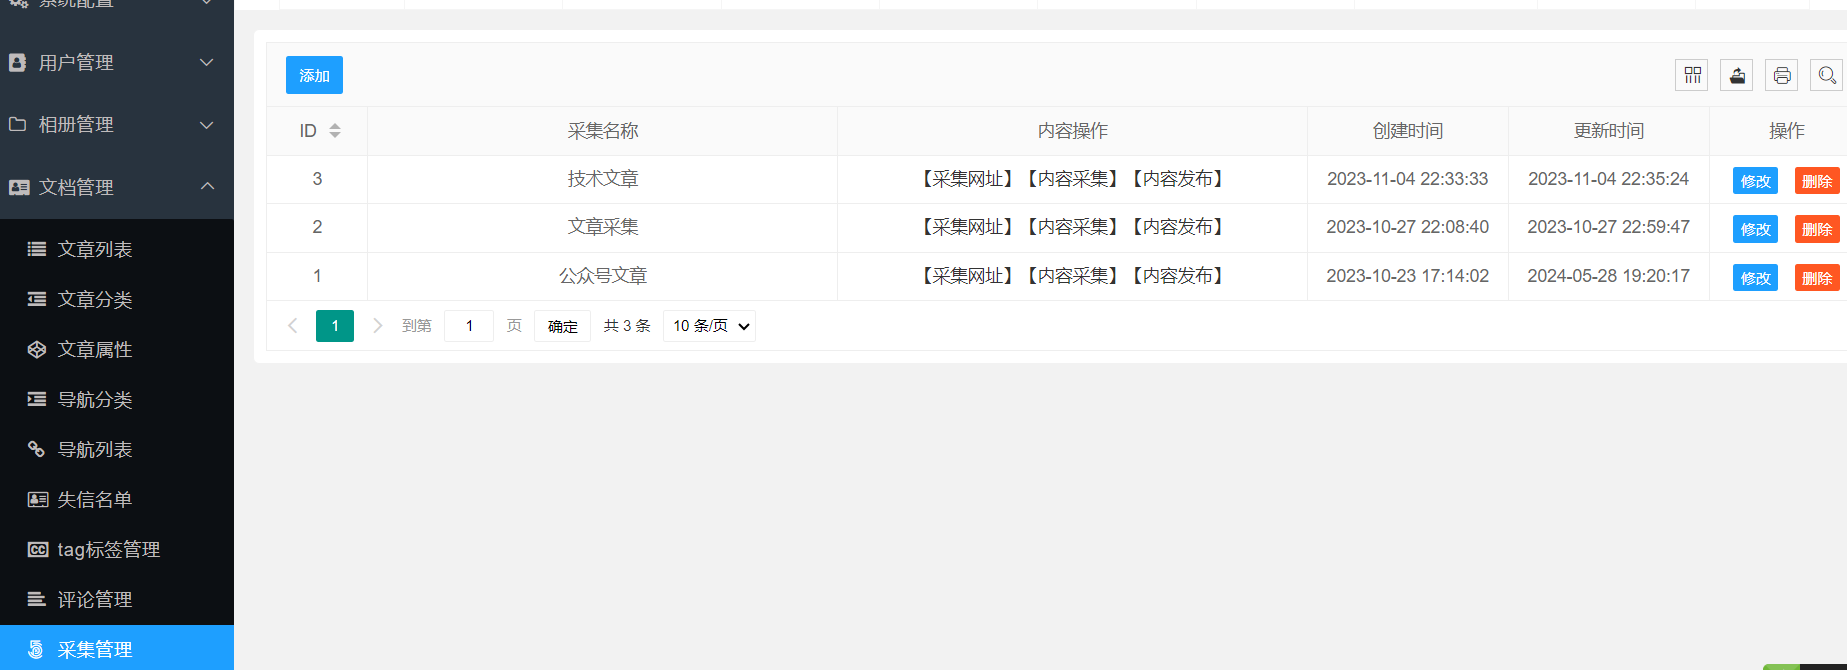 系统配置
用户管理
相册管理
文档管理
文章列表
文章分类
文章属性
导航分类
导航列表
失信名单
tag标签管理
评论管理
采集管理
添加
ID 采集名称 内容操作 创建时间 更新时间 操作
3 技术文章 【采集网址】【内容采集】【内容发布】 2023-11-04 22:33:33 2023-11-04 22:35:24 修改 删除
2 文章采集 【采集网址】【内容采集】【内容发布】 2023-10-27 22:08:40 2023-10-27 22:59:47 修改 删除
1 公众号文章 【采集网址】【内容采集】【内容发布】 2023-10-23 17:14:02 2024-05-28 19:20:17 修改 删除
1 到第 1 页 确定 共 3 条 10 条/页